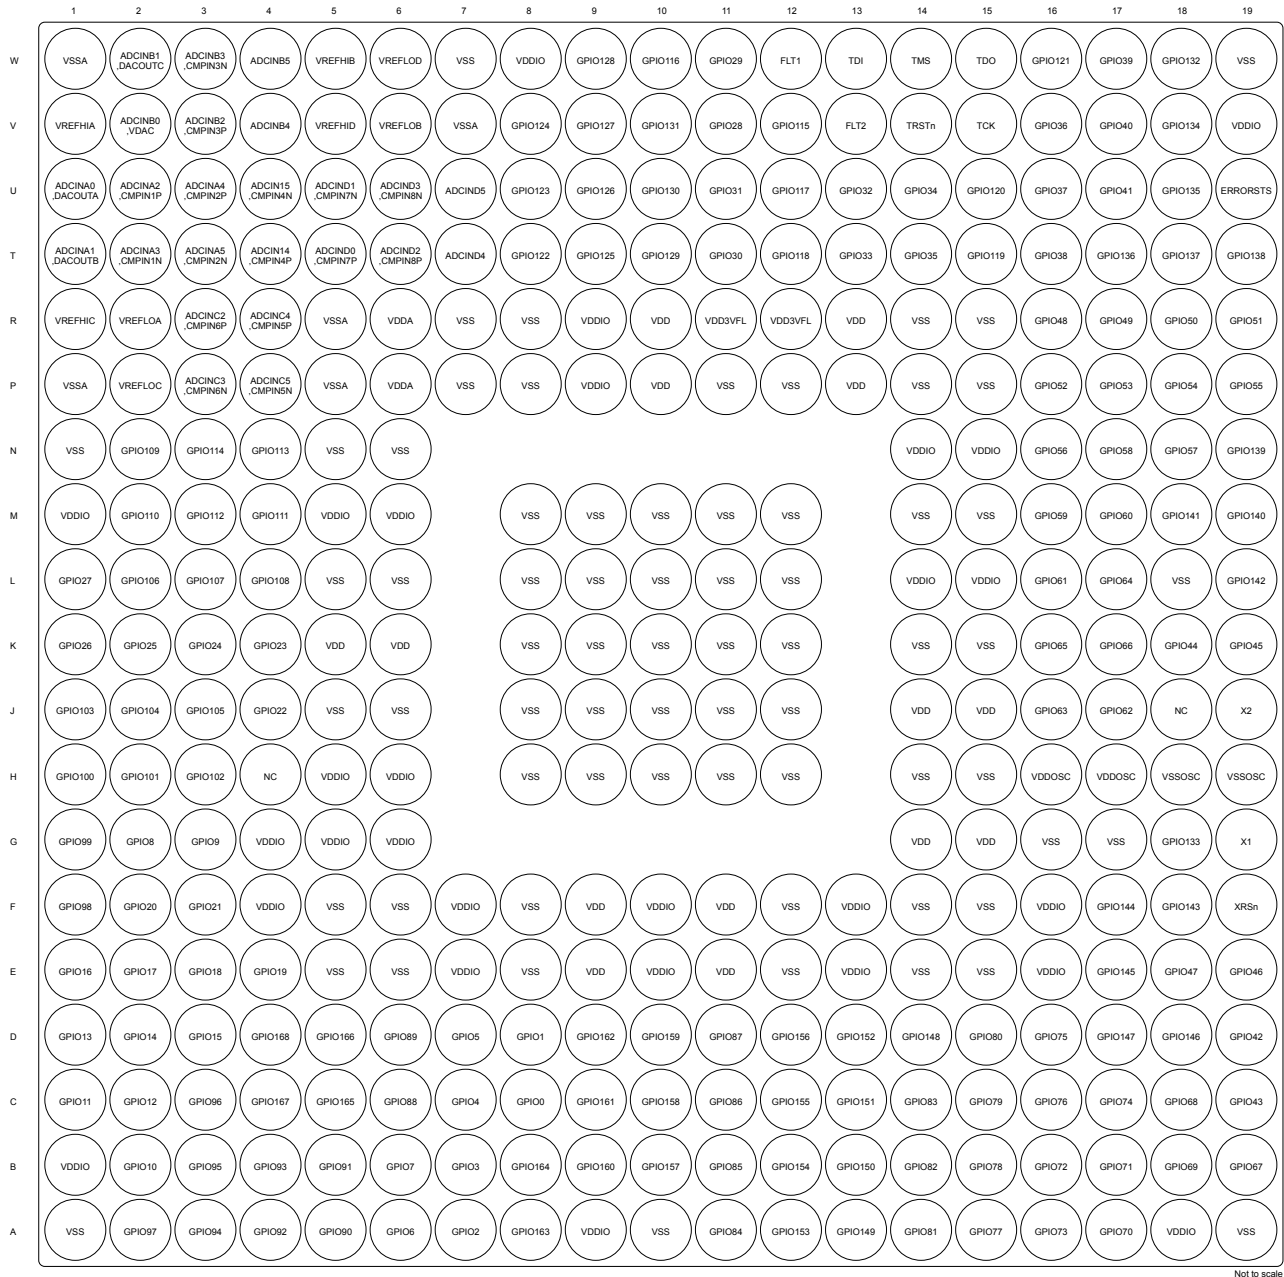 1 2 3 4 5 6 7 8 9 10 11 12 13 14 15 16 17 18 19
W VSSA ADCINB1,DACOUTC ADCINB3,CMPIN3N ADCINB5 VREFHIB VREFLOD VSS VDDIO GPIO128 GPIO116 GPIO29 FLT1 TDI TMS TDO GPIO121 GPIO39 GPIO132 VSS
V VREFHIA ADCINB0,VDAC ADCINB2,CMPIN3P ADCINB4 VREFHID VREFLOB VSSA GPIO124 GPIO127 GPIO131 GPIO28 GPIO115 FLT2 TRSTn TCK GPIO36 GPIO40 GPIO134 VDDIO
U ADCINA0,DACOUTA ADCINA2,CMPIN1P ADCINA4,CMPIN2P ADCIN15,CMPIN4N ADCIND1,CMPIN7N ADCIND3,CMPIN8N ADCIND5 GPIO123 GPIO126 GPIO130 GPIO31 GPIO117 GPIO32 GPIO34 GPIO120 GPIO37 GPIO41 GPIO135 ERRORSTS
T ADCINA1,DACOUTB ADCINA3,CMPIN1N ADCINA5,CMPIN2N ADCIN14,CMPIN4P ADCIND0,CMPIN7P ADCIND2,CMPIN8P ADCIND4 GPIO122 GPIO125 GPIO129 GPIO30 GPIO118 GPIO33 GPIO35 GPIO119 GPIO38 GPIO136 GPIO137 GPIO138
R VREFHIC VREFLOA ADCINC2,CMPIN6P ADCINC4,CMPIN5P VSSA VDDA VSS VSS VDDIO VDD VDD3VFL VDD3VFL VDD VSS VSS GPIO48 GPIO49 GPIO50 GPIO51
P VSSA VREFLOC ADCINC3,CMPIN6N ADCINC5,CMPIN5N VSSA VDDA VSS VSS VDDIO VDD VSS VSS VDD VSS VSS GPIO52 GPIO53 GPIO54 GPIO55
N VSS GPIO109 GPIO114 GPIO113 VSS VSS VDDIO VDDIO GPIO56 GPIO58 GPIO57 GPIO139
M VDDIO GPIO110 GPIO112 GPIO111 VDDIO VDDIO VSS VSS VSS VSS VSS VSS VSS GPIO59 GPIO60 GPIO141 GPIO140
L GPIO27 GPIO106 GPIO107 GPIO108 VSS VSS VSS VSS VSS VSS VSS VDDIO VDDIO GPIO61 GPIO64 VSS GPIO142
K GPIO26 GPIO25 GPIO24 GPIO23 VDD VDD VSS VSS VSS VSS VSS VSS VSS GPIO65 GPIO66 GPIO44 GPIO45
J GPIO103 GPIO104 GPIO105 GPIO22 VSS VSS VSS VSS VSS VSS VSS VDD VDD GPIO63 GPIO62 NC X2
H GPIO100 GPIO101 GPIO102 NC VDDIO VDDIO VSS VSS VSS VSS VSS VSS VSS VDDOSC VDDOSC VSSOSC VSSOSC
G GPIO99 GPIO8 GPIO9 VDDIO VDDIO VDDIO VDD VDD VSS VSS GPIO133 X1
F GPIO98 GPIO20 GPIO21 VDDIO VSS VSS VDDIO VSS VDD VDDIO VDD VSS VDDIO VSS VSS VDDIO GPIO144 GPIO143 XRSn
E GPIO16 GPIO17 GPIO18 GPIO19 VSS VSS VDDIO VSS VDD VDDIO VDD VSS VDDIO VSS VSS VDDIO GPIO145 GPIO47 GPIO46
D GPIO13 GPIO14 GPIO15 GPIO168 GPIO166 GPIO89 GPIO5 GPIO1 GPIO162 GPIO159 GPIO87 GPIO156 GPIO152 GPIO148 GPIO80 GPIO75 GPIO147 GPIO146 GPIO42
C GPIO11 GPIO12 GPIO96 GPIO167 GPIO165 GPIO88 GPIO4 GPIO0 GPIO161 GPIO158 GPIO86 GPIO155 GPIO151 GPIO83 GPIO79 GPIO76 GPIO74 GPIO68 GPIO43
B VDDIO GPIO10 GPIO95 GPIO93 GPIO91 GPIO7 GPIO3 GPIO164 GPIO160 GPIO157 GPIO85 GPIO154 GPIO150 GPIO82 GPIO78 GPIO72 GPIO71 GPIO69 GPIO67
A VSS GPIO97 GPIO94 GPIO92 GPIO90 GPIO6 GPIO2 GPIO163 VDDIO VSS GPIO84 GPIO153 GPIO149 GPIO81 GPIO77 GPIO73 GPIO70 VDDIO VSS
Not to scale